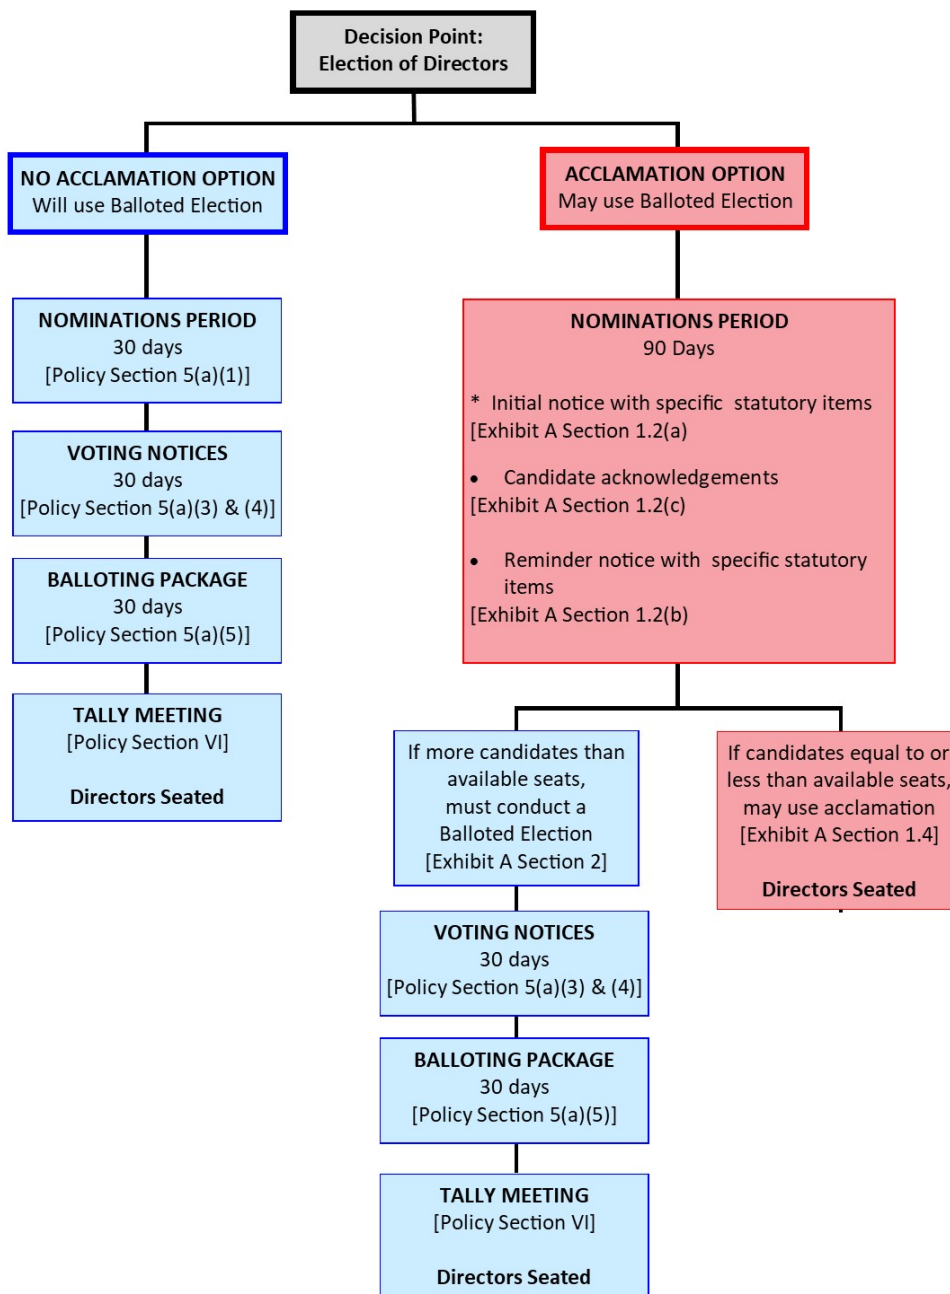 Decision Point:
Election of Directors
NO ACCLAMATION OPTION
Will use Balloted Election
NOMINATIONS PERIOD
30 days
[Policy Section 5(a)(1)]
VOTING NOTICES
30 days
[Policy Section 5(a)(3) & (4)]
BALLOTING PACKAGE
30 days
[Policy Section 5(a)(5)]
TALLY MEETING
[Policy Section VI]
Directors Seated
ACCLAMATION OPTION
May use Balloted Election
NOMINATIONS PERIOD
90 Days
* Initial notice with specific statutory items
[Exhibit A Section 1.2(a)
• Candidate acknowledgements
[Exhibit A Section 1.2(c)
• Reminder notice with specific statutory
items
[Exhibit A Section 1.2(b)
If more candidates than
available seats,
must conduct a
Balloted Election
[Exhibit A Section 2]
VOTING NOTICES
30 days
[Policy Section 5(a)(3) & (4)]
BALLOTING PACKAGE
30 days
[Policy Section 5(a)(5)]
TALLY MEETING
[Policy Section VI]
Directors Seated
If candidates equal to or
less than available seats,
may use acclamation
[Exhibit A Section 1.4]
Directors Seated